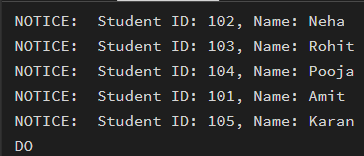 NOTICE:  Student ID: 102, Name: Neha
NOTICE:  Student ID: 103, Name: Rohit
NOTICE:  Student ID: 104, Name: Pooja
NOTICE:  Student ID: 101, Name: Amit
NOTICE:  Student ID: 105, Name: Karan
DO